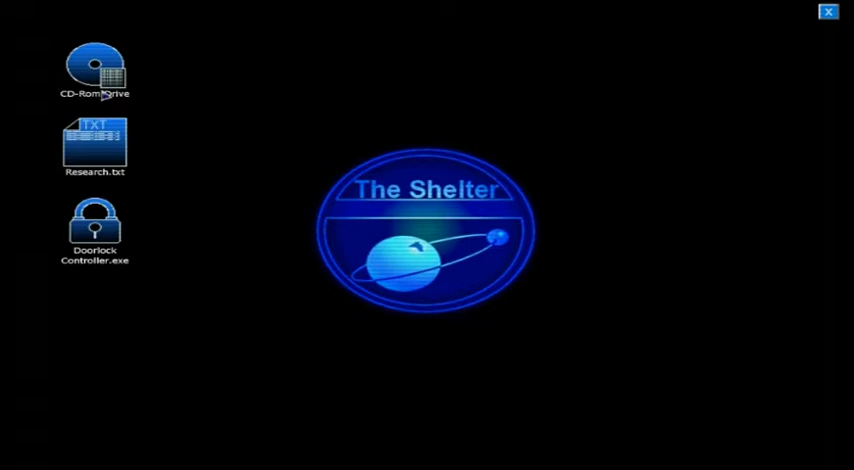 CD-Rom Drive
TXT
Research.txt
Doorlock
Controller.exe
The Shelter
X